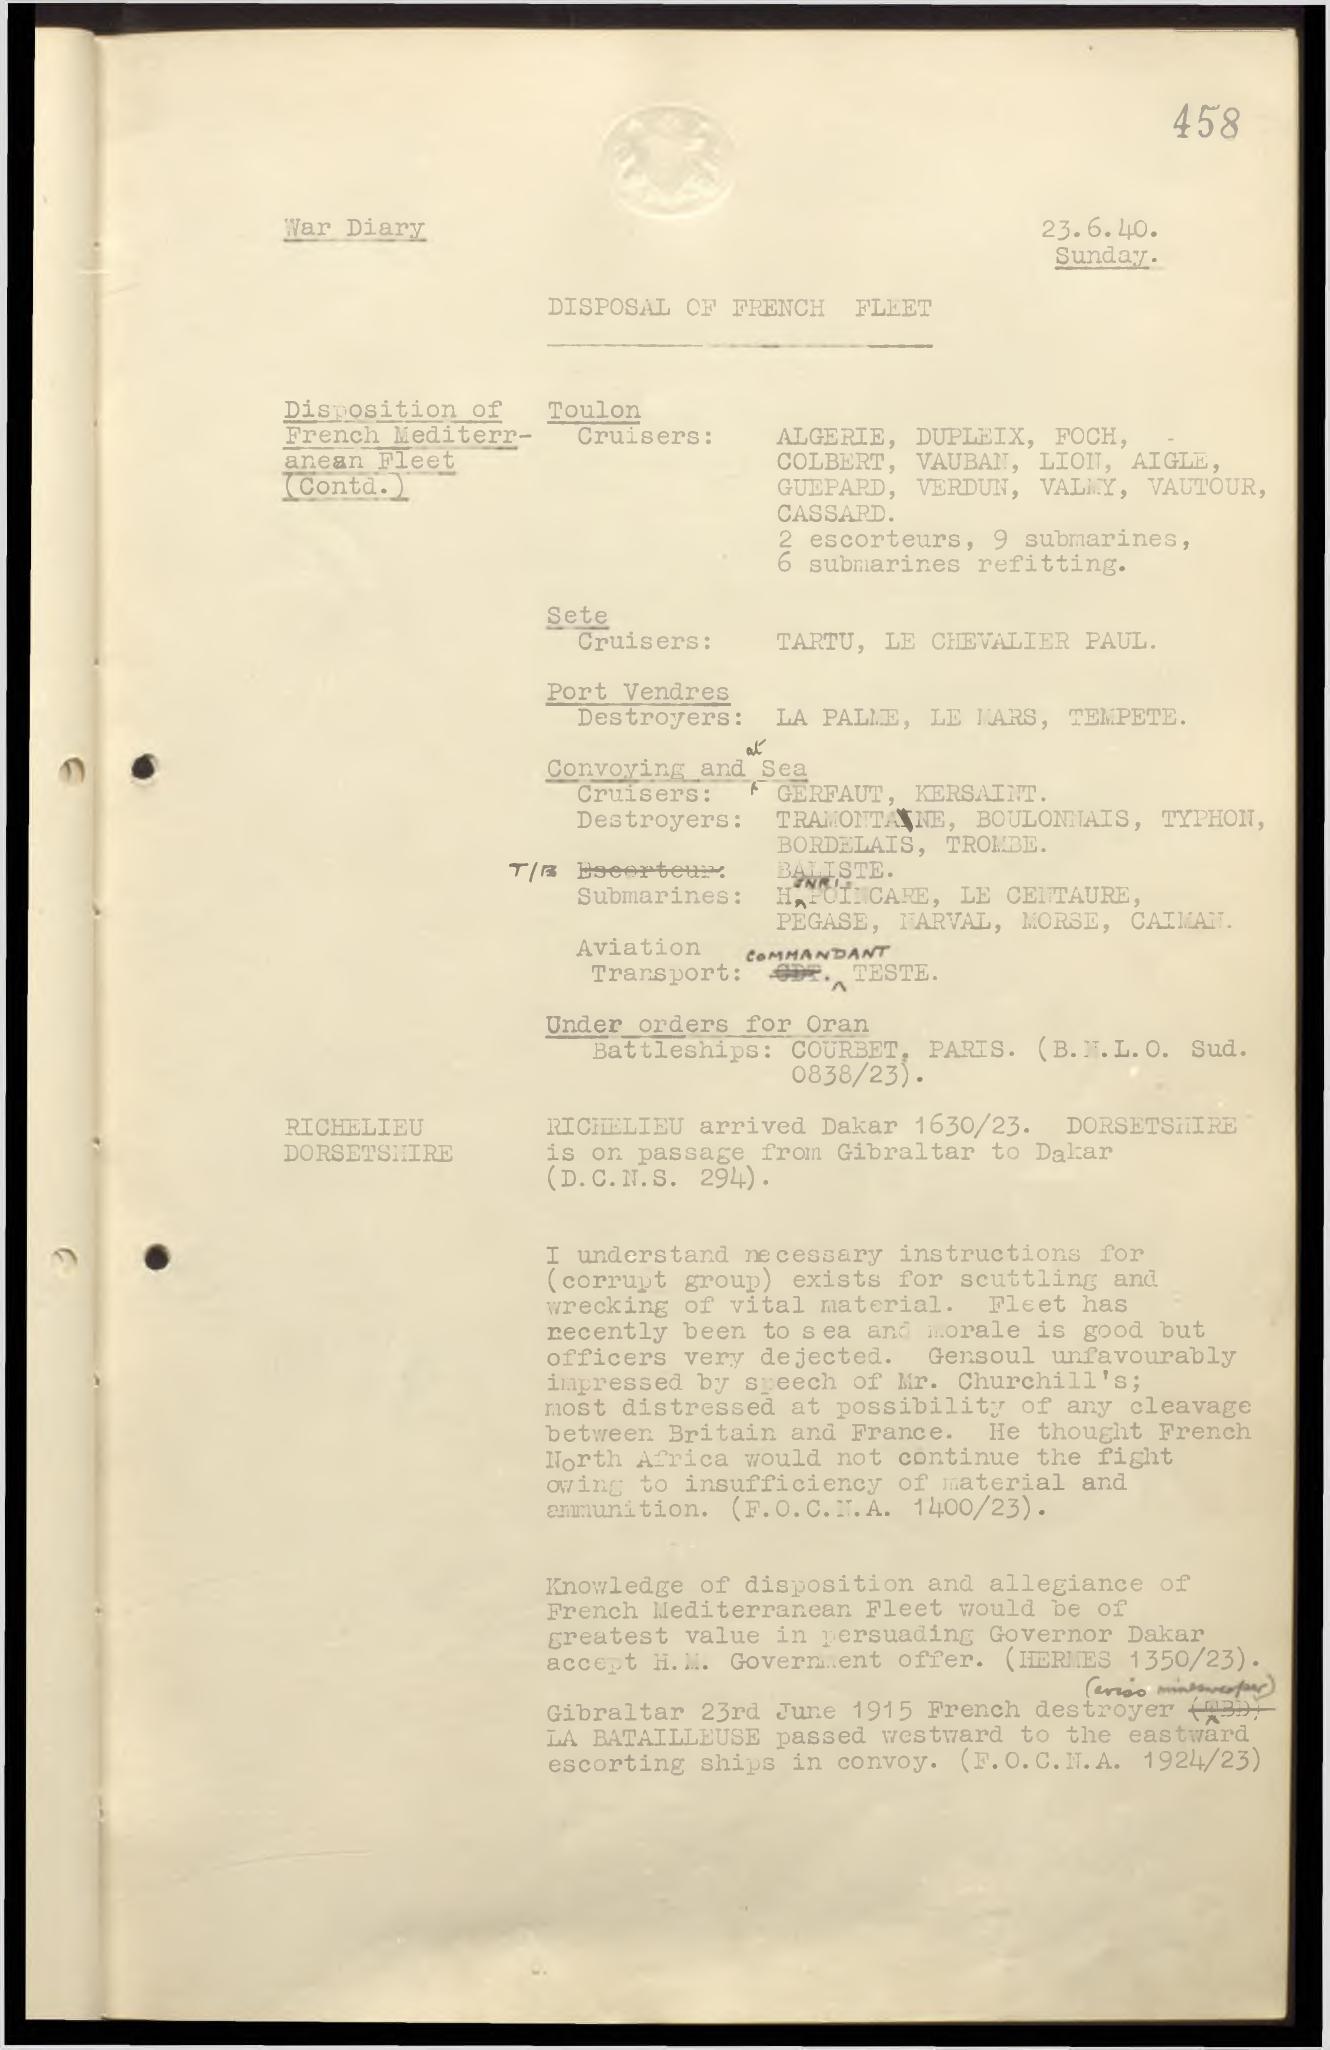 458
War Diary
23.6.40.
Sunday.
DISPOSAL OF FRENCH FLEET
Disposition of
French Mediterr-
anean Fleet
(Contd.)
Toulon
Cruisers: ALGERIE, DUPLEIX, FOCH, -
COLBERT, VAUBAN, LION, AIGLE,
GUEPARD, VERDUN, VALMY, VAUTOUR,
CASSARD.
2 escorteurs, 9 submarines,
6 submarines refitting.
Sete
Cruisers: TARTU, LE CHEVALIER PAUL.
Port Vendres
Destroyers: LA PALME, LE MARS, TEMPETE.
at
Convoying and Sea
Cruisers: GERFAUT, KERSAINT.
Destroyers: TRAMONTANE, BOULONNAIS, TYPHON,
BORDELAIS, TROMBE.
T/B Escorteur: BALISTE.
ENRI
Submarines: H. POINCARE, LE CENTAURE,
PEGASE, NARVAL, MORSE, CAIMAN.
Aviation COMMANDANT
Transport: CDT. TESTE.
Under orders for Oran
Battleships: COURBET, PARIS. (B.N.L.O. Sud.
0838/23).
RICHELIEU
DORSETSHIRE
RICHELIEU arrived Dakar 1630/23. DORSETSHIRE
is on passage from Gibraltar to Dakar
(D.C.N.S. 294).
I understand necessary instructions for
(corrupt group) exists for scuttling and
wrecking of vital material. Fleet has
recently been to sea and morale is good but
officers very dejected. Gensoul unfavourably
impressed by speech of Mr. Churchill's;
most distressed at possibility of any cleavage
between Britain and France. He thought French
North Africa would not continue the fight
owing to insufficiency of material and
ammunition. (F.O.C.N.A. 1400/23).
Knowledge of disposition and allegiance of
French Mediterranean Fleet would be of
greatest value in persuading Governor Dakar
accept H.M. Government offer. (HERMES 1350/23).
(aviso minesweeper)
Gibraltar 23rd June 1915 French destroyer
LA BATAILLEUSE passed westward to the eastward
escorting ships in convoy. (F.O.C.N.A. 1924/23)